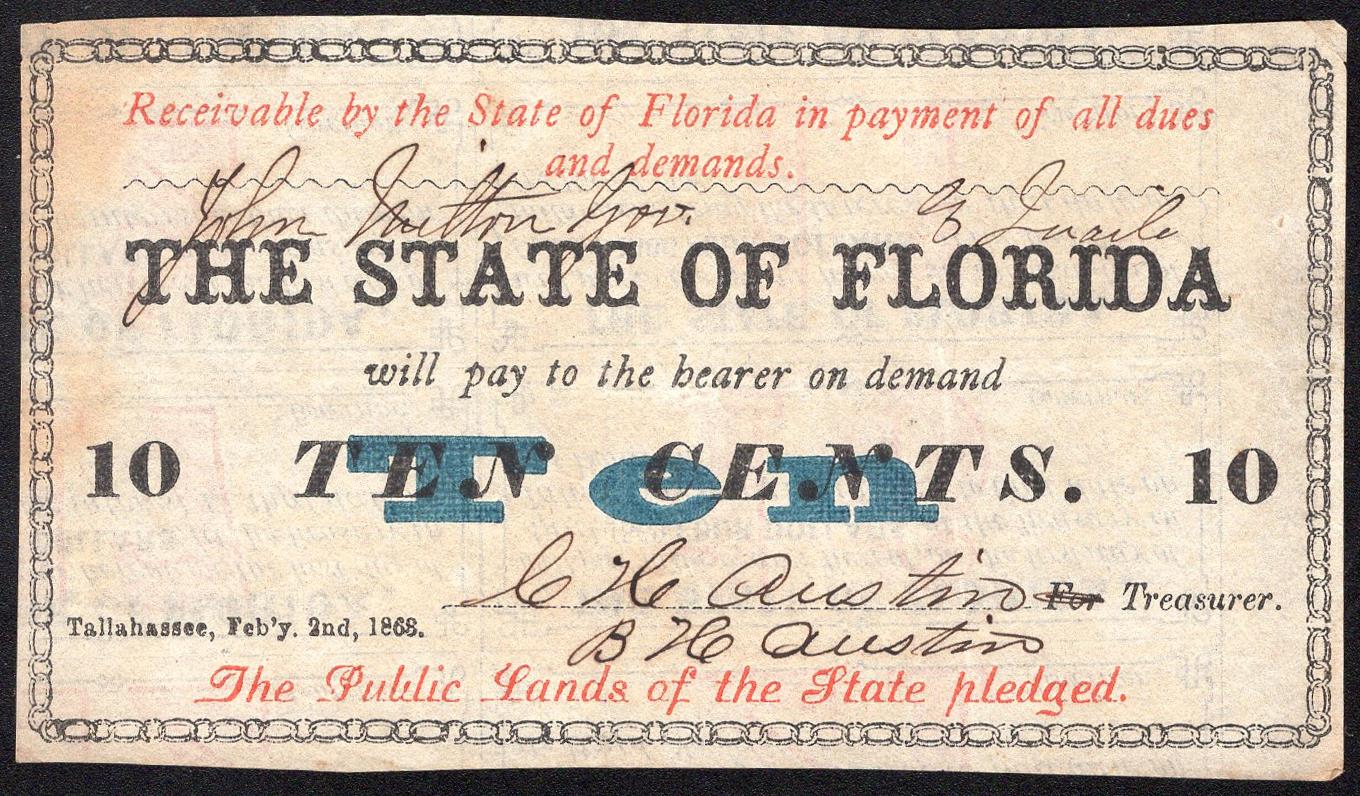 Receivable by the State of Florida in payment of all dues
and demands.
John Milton Gov.
THE STATE OF FLORIDA
will pay to the bearer on demand
10 TEN CENTS. 10
Ten
C H Austin For Treasurer.
Tallahassee, Feb'y. 2nd, 1863.
B H Austin
The Public Lands of the State pledged.